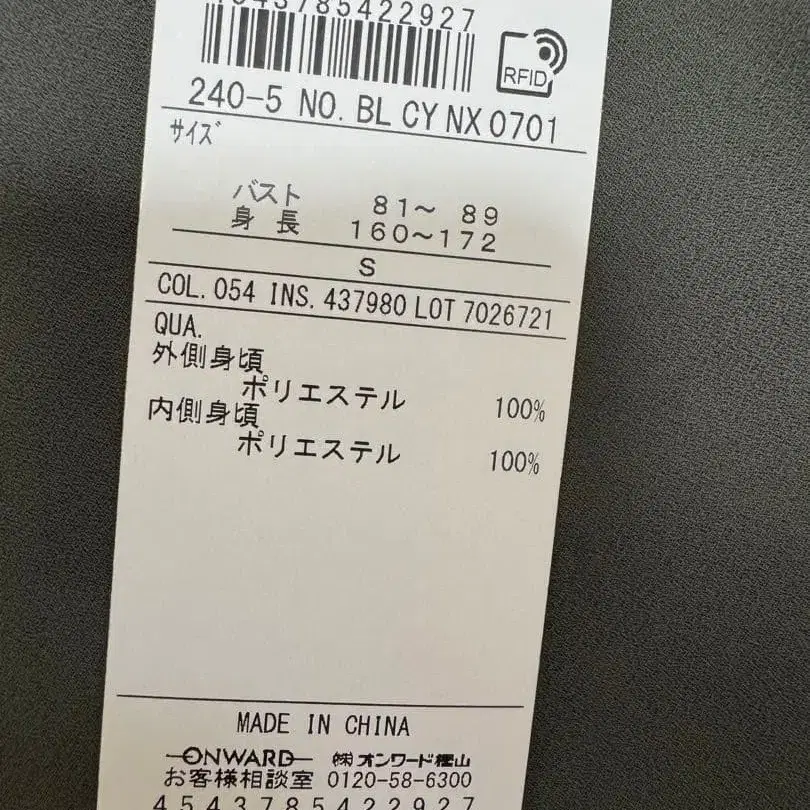 4543785422927
RFID
240-5 NO. BL CY NX 0701
サイズ
バスト 81～ 89
身長 160～172
S
COL. 054 INS. 437980 LOT 7026721
QUA.
外側身頃
ポリエステル 100%
内側身頃
ポリエステル 100%
MADE IN CHINA
ONWARD ㈱オンワード樫山
お客様相談室 0120-58-6300
4543785422927